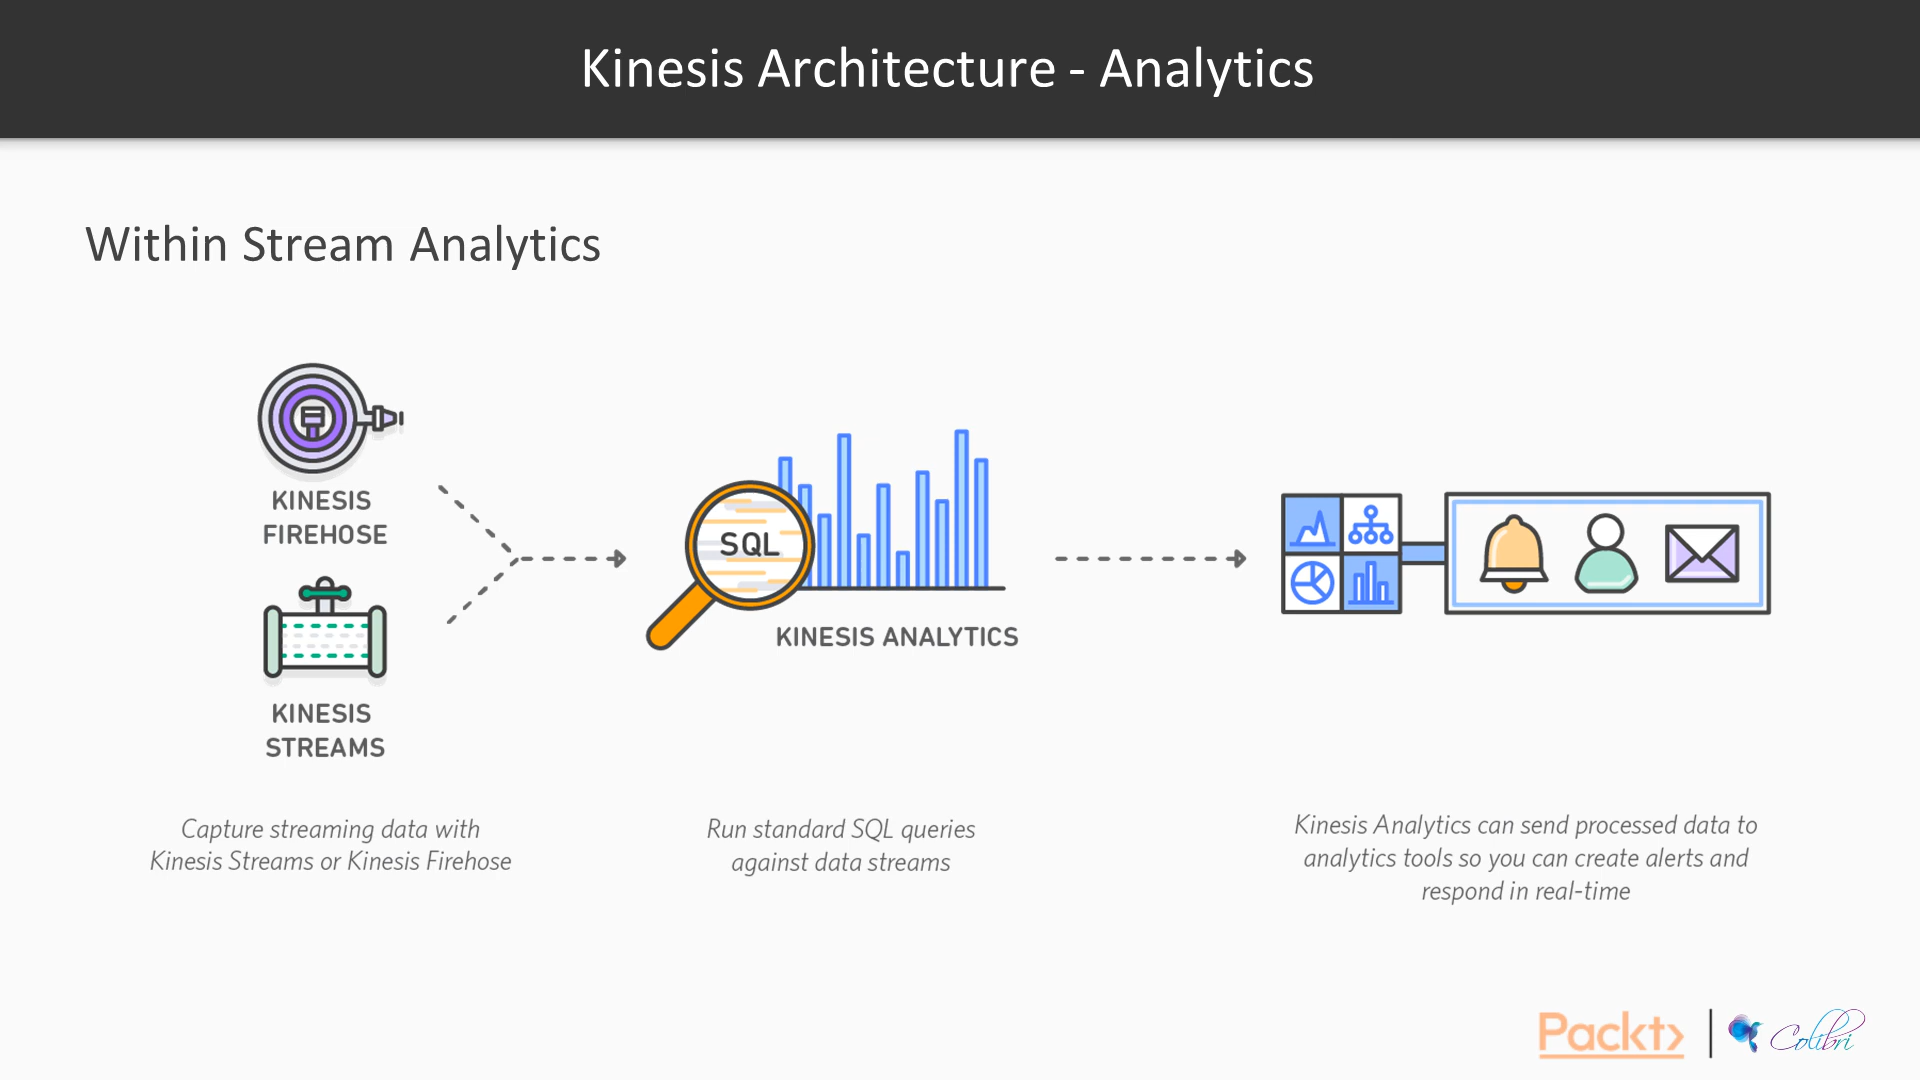 Kinesis Architecture - Analytics
Within Stream Analytics
KINESIS
FIREHOSE
KINESIS
STREAMS
Capture streaming data with
Kinesis Streams or Kinesis Firehose
SQL
KINESIS ANALYTICS
Run standard SQL queries
against data streams
Kinesis Analytics can send processed data to
analytics tools so you can create alerts and
respond in real-time
Packt>
Colibri